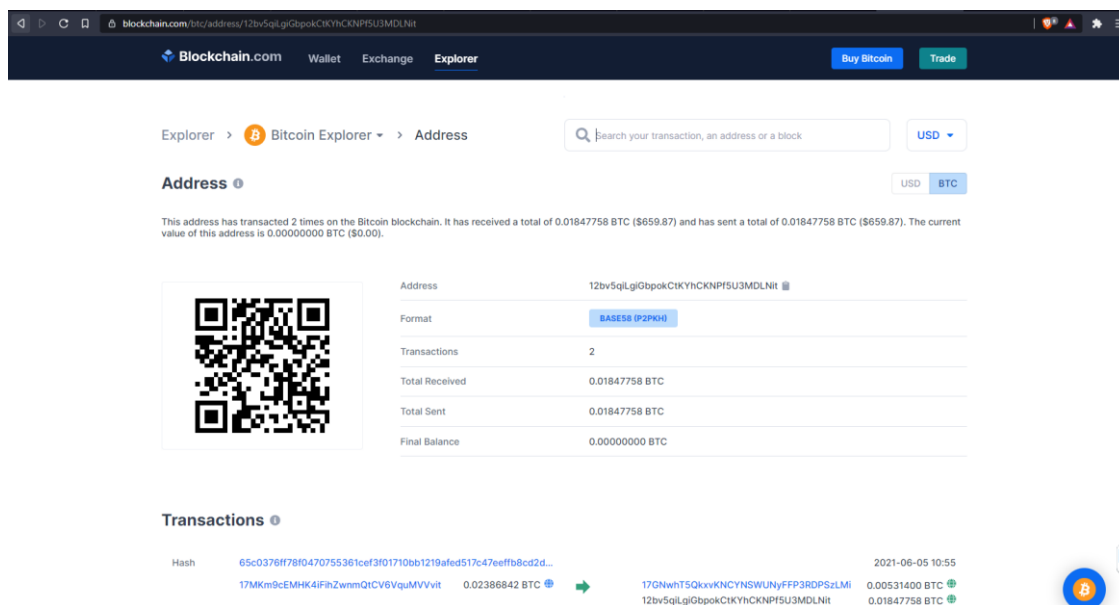 blockchain.com/btc/address/12bv5qiLgiGbpokCtKYhCKNPf5U3MDLNit
Blockchain.com Wallet Exchange Explorer Buy Bitcoin Trade
Explorer > Bitcoin Explorer > Address Search your transaction, an address or a block USD
Address USD BTC
This address has transacted 2 times on the Bitcoin blockchain. It has received a total of 0.01847758 BTC ($659.87) and has sent a total of 0.01847758 BTC ($659.87). The current
value of this address is 0.00000000 BTC ($0.00).
Address 12bv5qiLgiGbpokCtKYhCKNPf5U3MDLNit
Format BASE58 (P2PKH)
Transactions 2
Total Received 0.01847758 BTC
Total Sent 0.01847758 BTC
Final Balance 0.00000000 BTC
Transactions
Hash 65c0376ff78f0470755361cef3f01710bb1219afed517c47eeffb8cd2d... 2021-06-05 10:55
17MKm9cEMHK4iFihZwnmQtCV6VquMVVvit 0.02386842 BTC 17GNwhT5QkxvKNCYNSWUNyFFP3RDPSzLMi 0.00531400 BTC
12bv5qiLgiGbpokCtKYhCKNPf5U3MDLNit 0.01847758 BTC